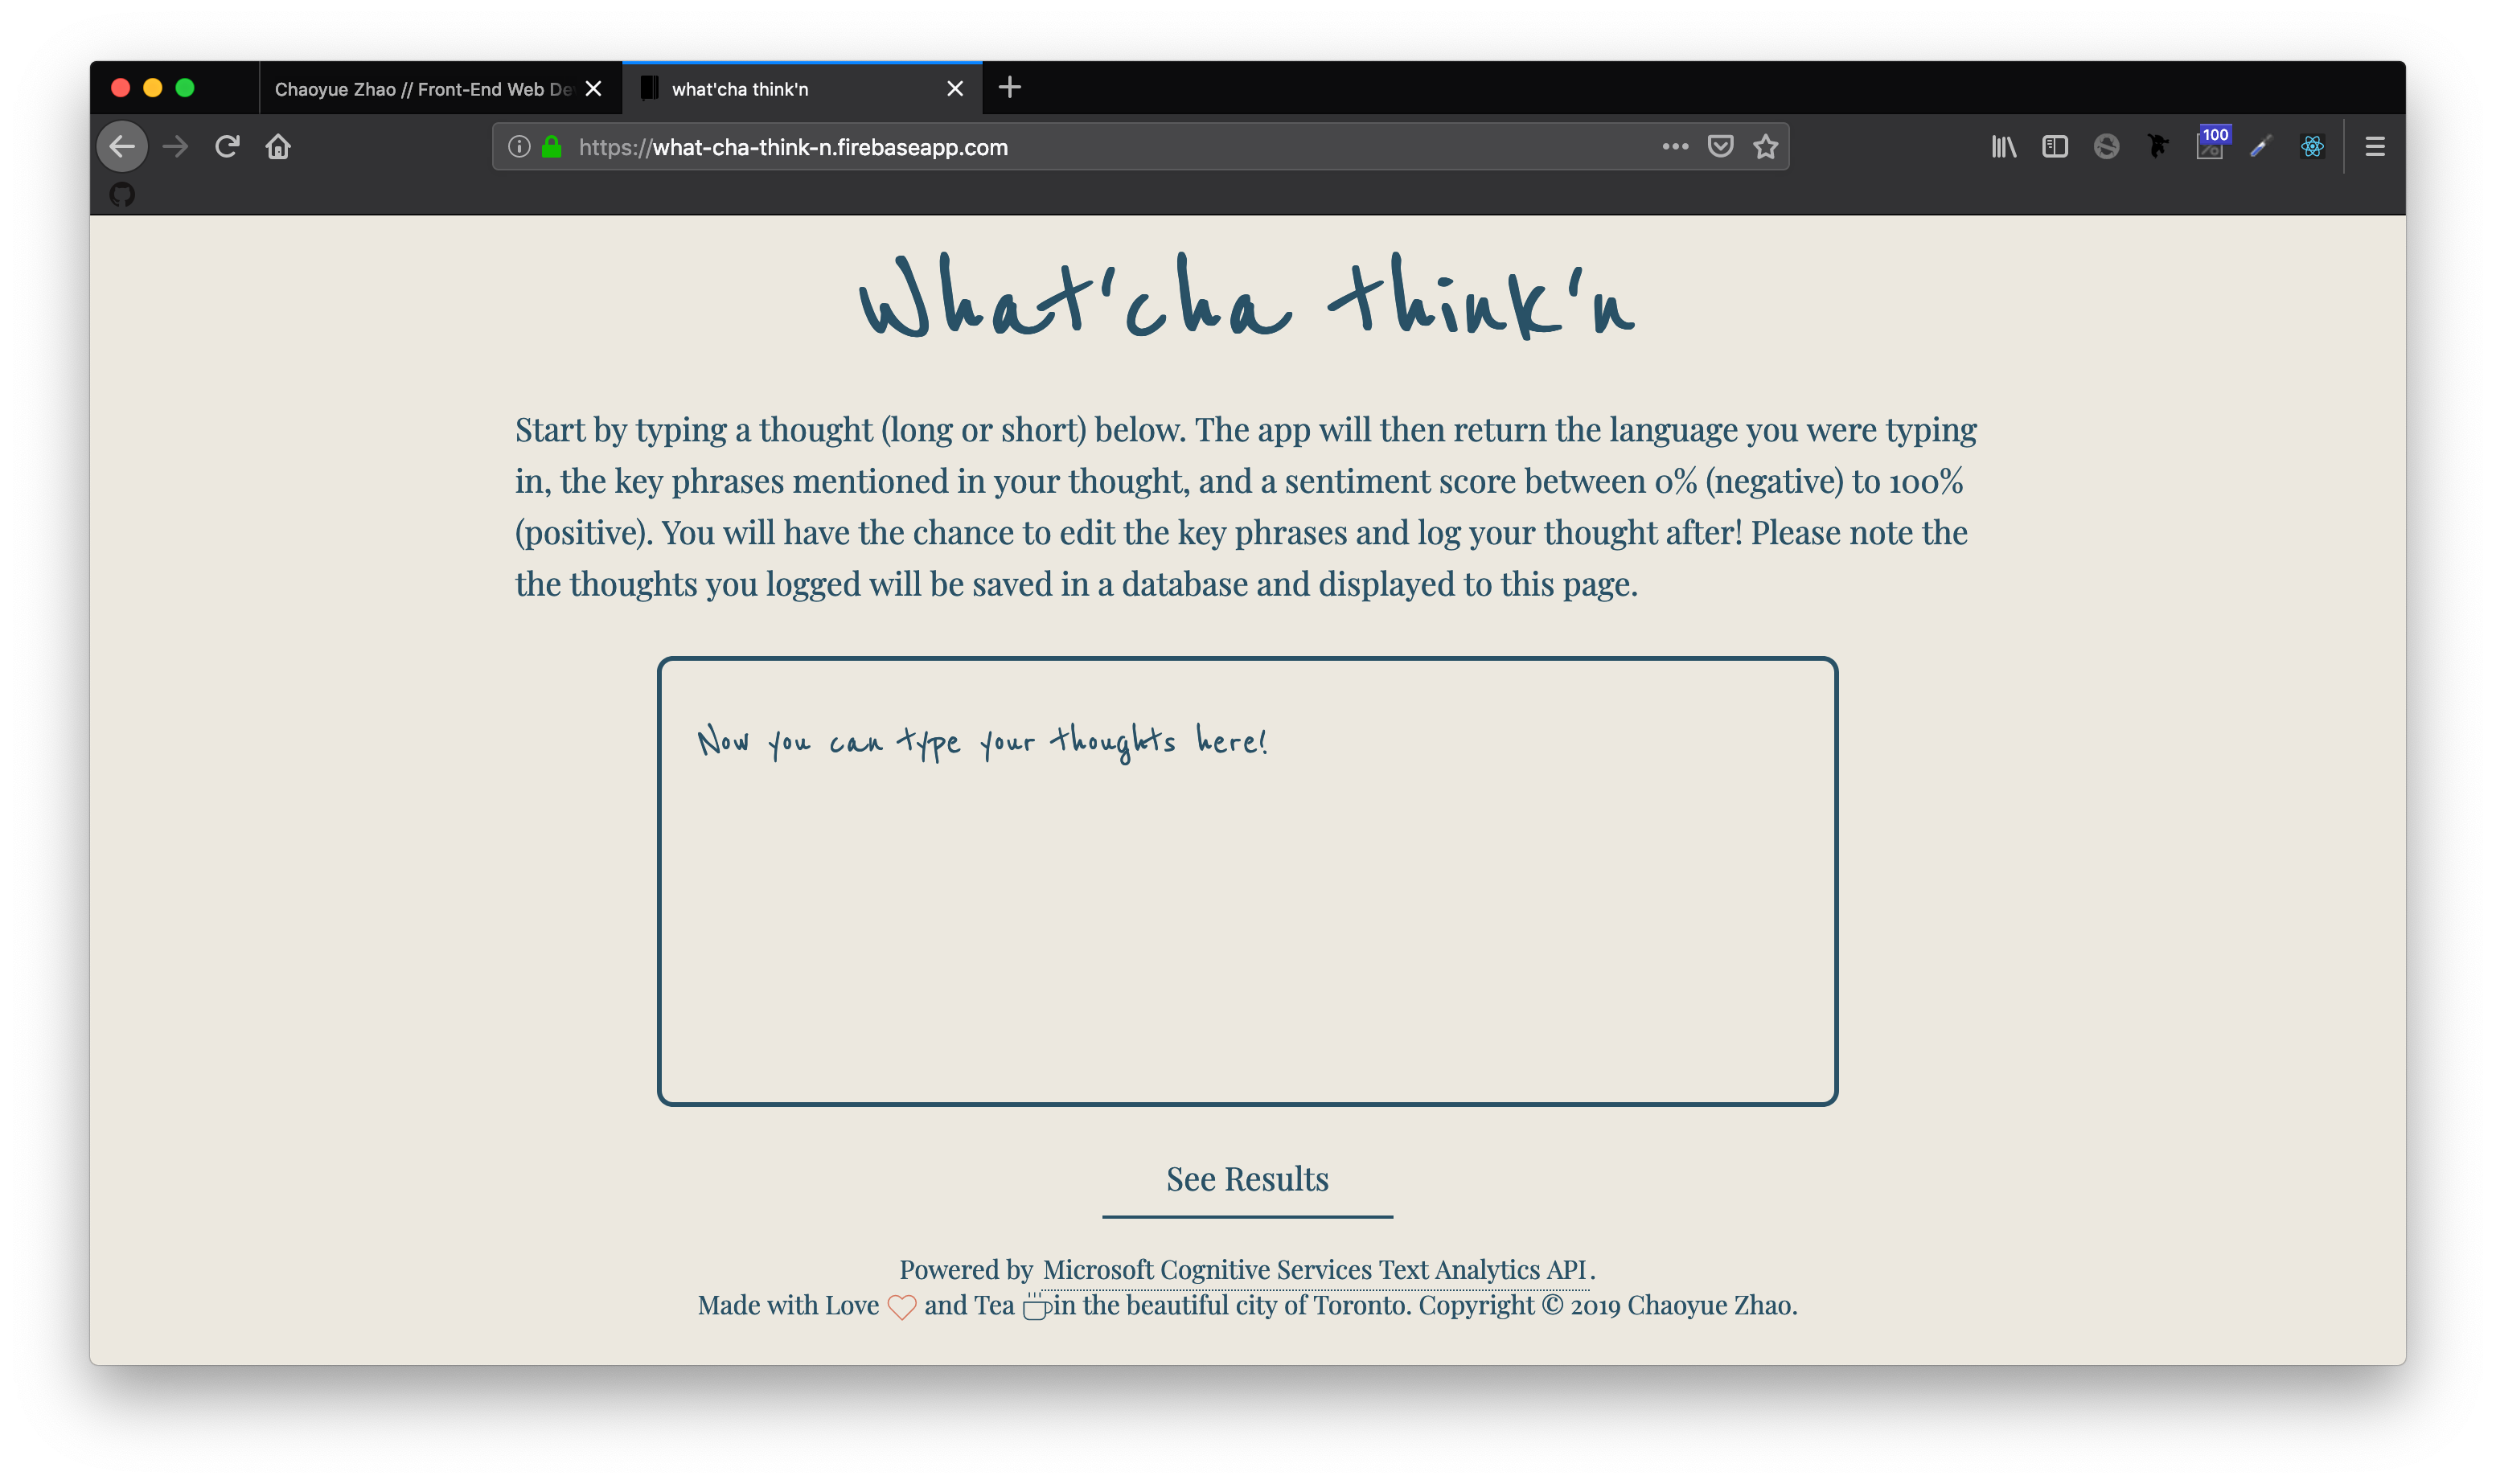 Chaoyue Zhao // Front-End Web De
what'cha think'n
https://what-cha-think-n.firebaseapp.com
100
What'cha think'n
Start by typing a thought (long or short) below. The app will then return the language you were typing
in, the key phrases mentioned in your thought, and a sentiment score between 0% (negative) to 100%
(positive). You will have the chance to edit the key phrases and log your thought after! Please note the
the thoughts you logged will be saved in a database and displayed to this page.
Now you can type your thoughts here!
See Results
Powered by Microsoft Cognitive Services Text Analytics API.
Made with Love and Tea in the beautiful city of Toronto. Copyright © 2019 Chaoyue Zhao.